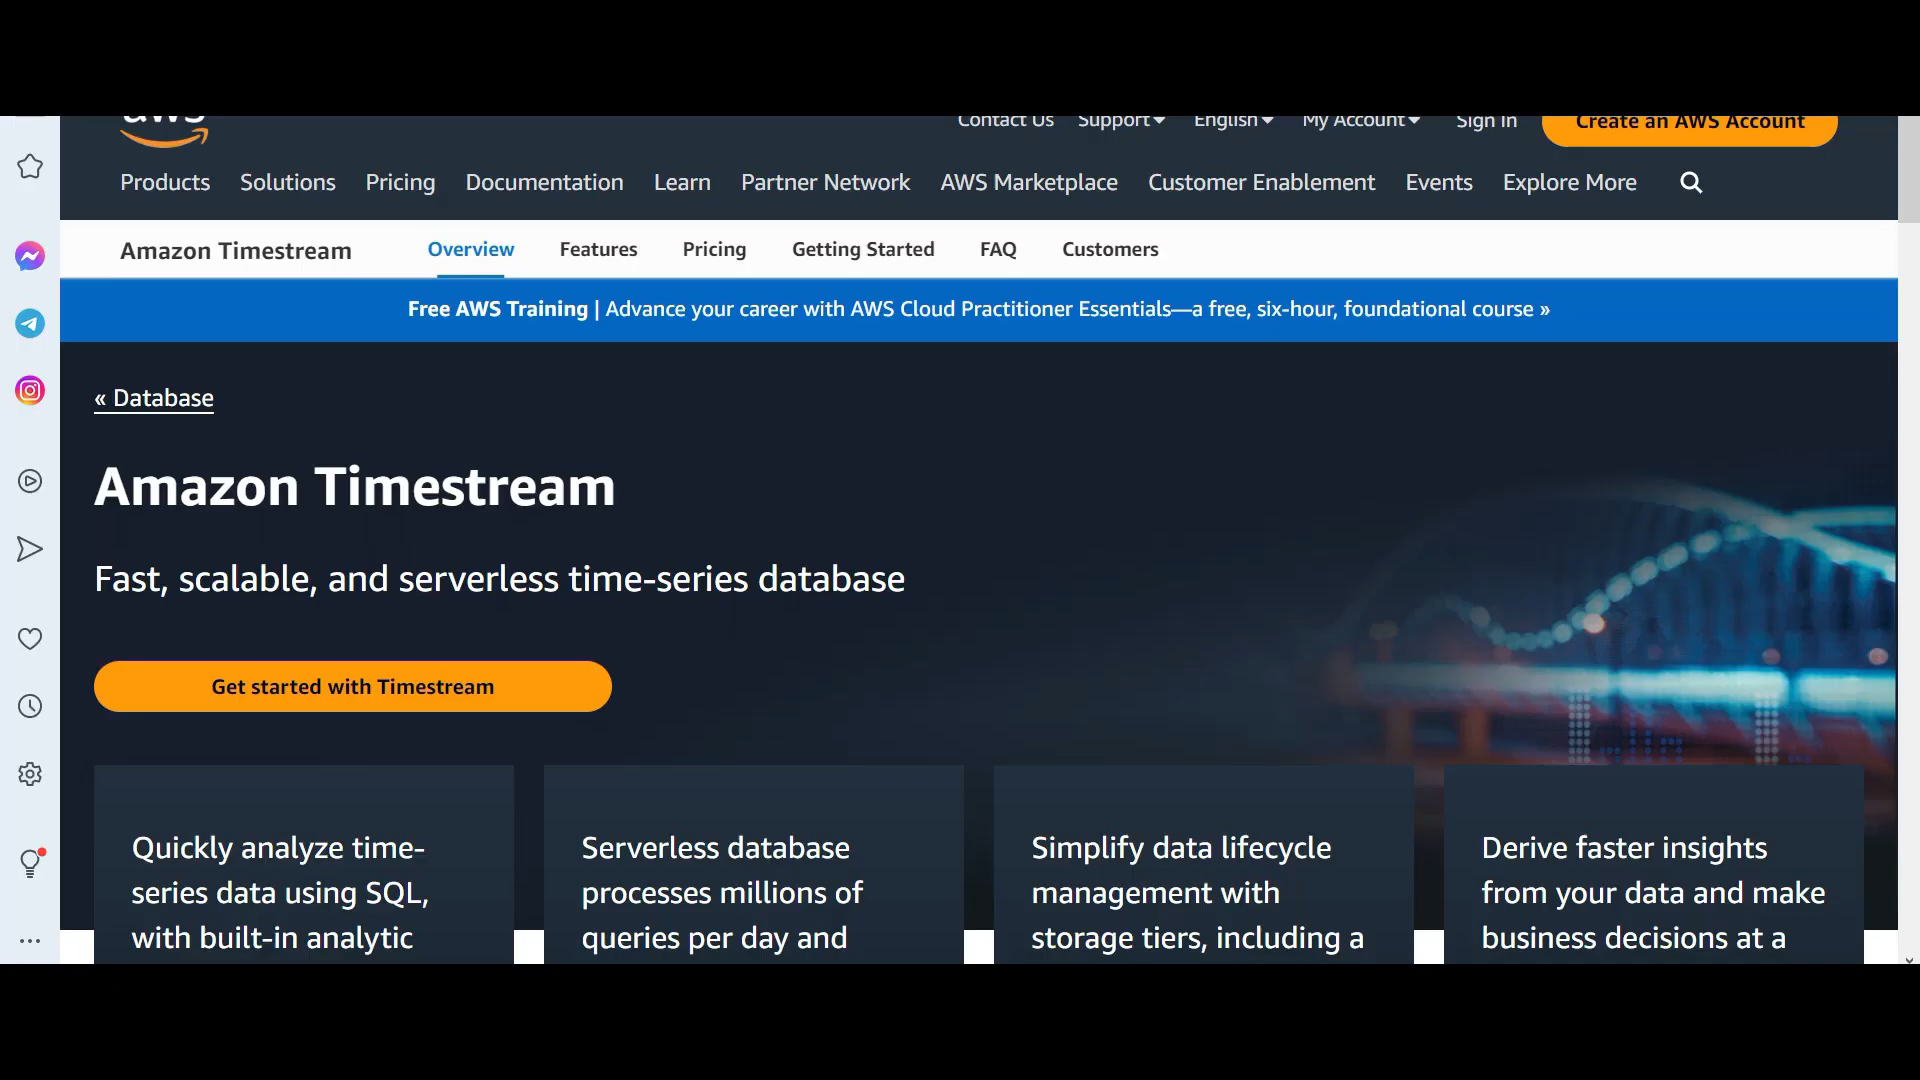 aws
Contact Us Support English My Account Sign In Create an AWS Account
Products Solutions Pricing Documentation Learn Partner Network AWS Marketplace Customer Enablement Events Explore More
Amazon Timestream Overview Features Pricing Getting Started FAQ Customers
Free AWS Training | Advance your career with AWS Cloud Practitioner Essentials—a free, six-hour, foundational course »
« Database
Amazon Timestream
Fast, scalable, and serverless time-series database
Get started with Timestream
Quickly analyze time-
series data using SQL,
with built-in analytic
Serverless database
processes millions of
queries per day and
Simplify data lifecycle
management with
storage tiers, including a
Derive faster insights
from your data and make
business decisions at a